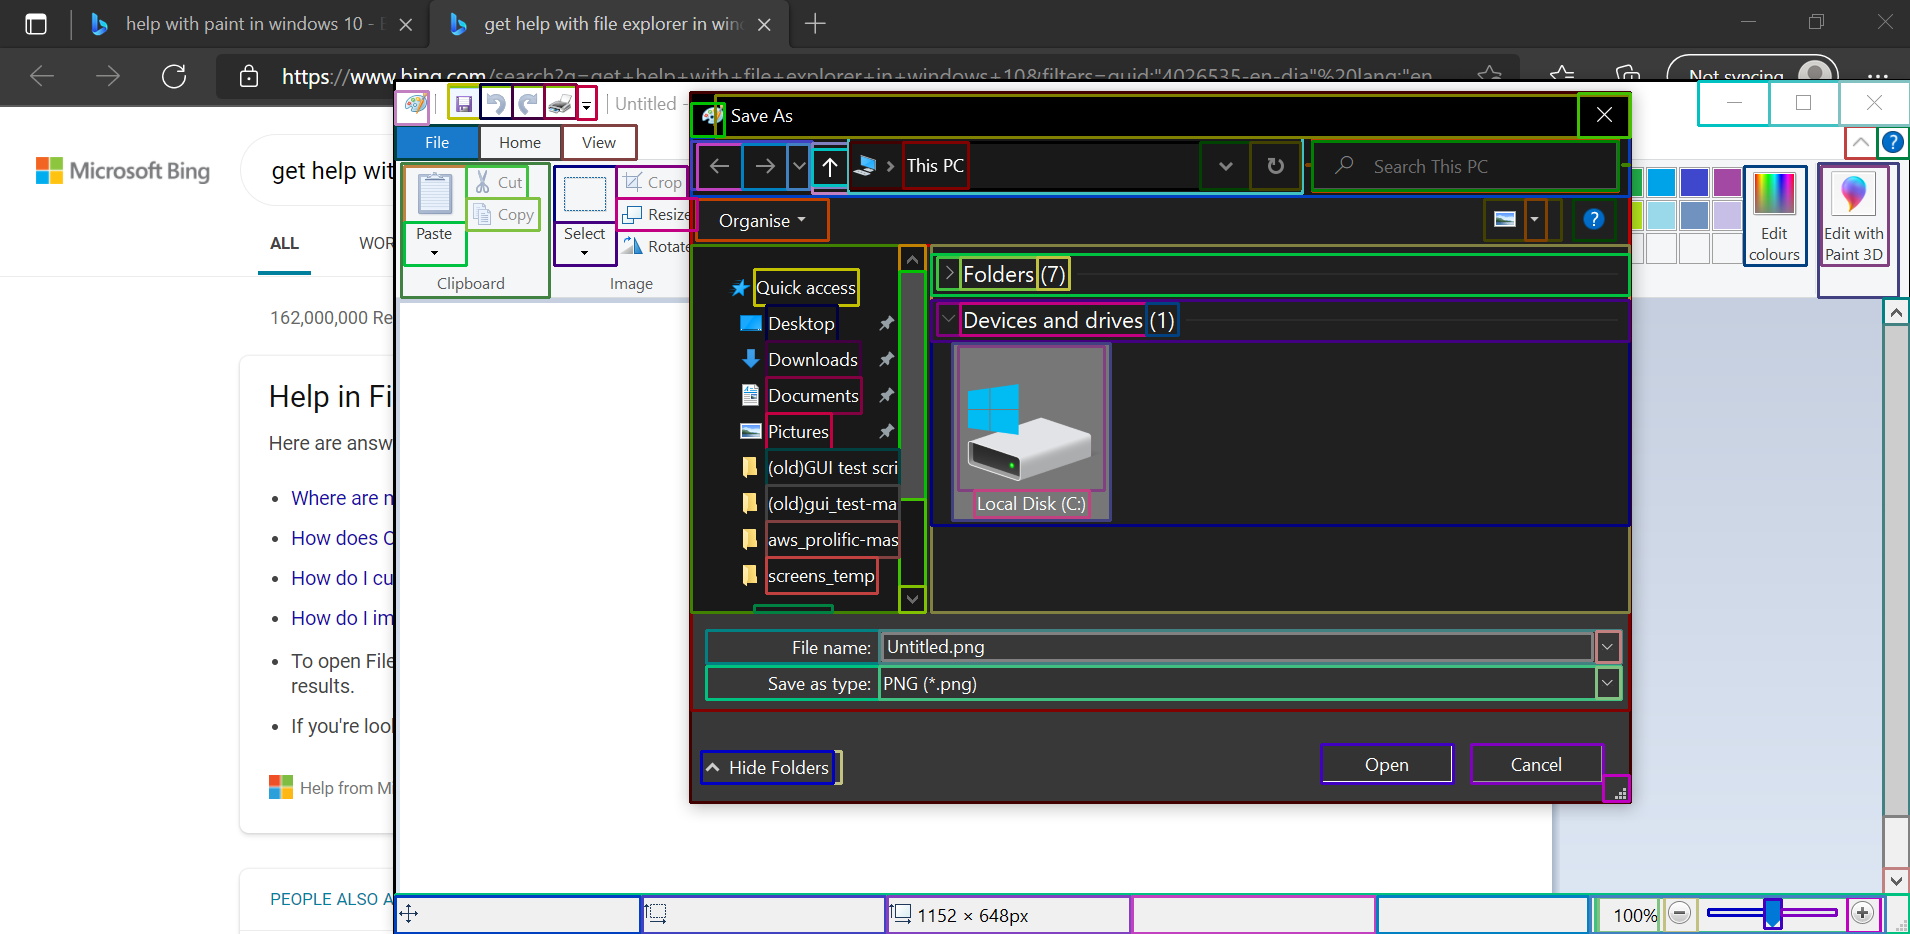 help with paint in windows 10 -
get help with file explorer in win
https://www.bing.com/search?q=get+help+with+file+explorer+in+windows+10&filters=guid:"4026535-en-dia"%20lang:"en
Not syncing
Untitled -
Save As
File
Home
View
This PC
Search This PC
Microsoft Bing
get help wit
Cut
Copy
Paste
Clipboard
Crop
Resize
Rotate
Select
Image
Organise
Edit colours
Edit with Paint 3D
ALL
WOR
Quick access
Desktop
Downloads
Documents
Pictures
(old)GUI test scri
(old)gui_test-ma
aws_prolific-mas
screens_temp
Folders (7)
Devices and drives (1)
Local Disk (C:)
162,000,000 Re
Help in Fi
Here are answ
Where are m
How does C
How do I cu
How do I im
To open File
results.
If you're lool
Help from Mi
PEOPLE ALSO A
File name:
Untitled.png
Save as type:
PNG (*.png)
Hide Folders
Open
Cancel
1152 × 648px
100%